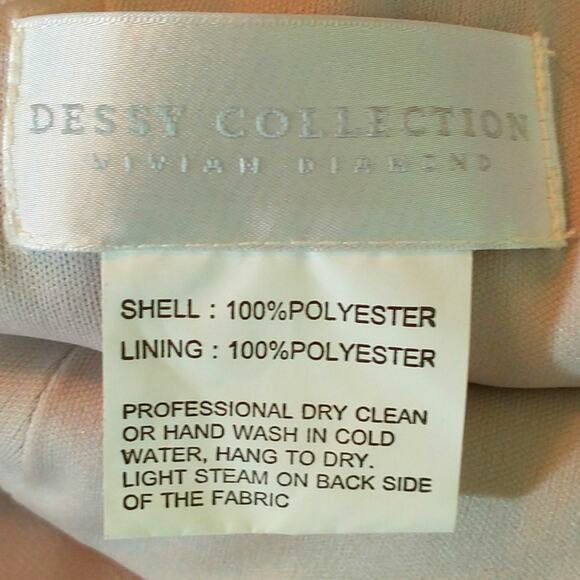 DESSY COLLECTION
VIVIAN DIAMOND
SHELL : 100%POLYESTER
LINING : 100%POLYESTER
PROFESSIONAL DRY CLEAN
OR HAND WASH IN COLD
WATER, HANG TO DRY.
LIGHT STEAM ON BACK SIDE
OF THE FABRIC